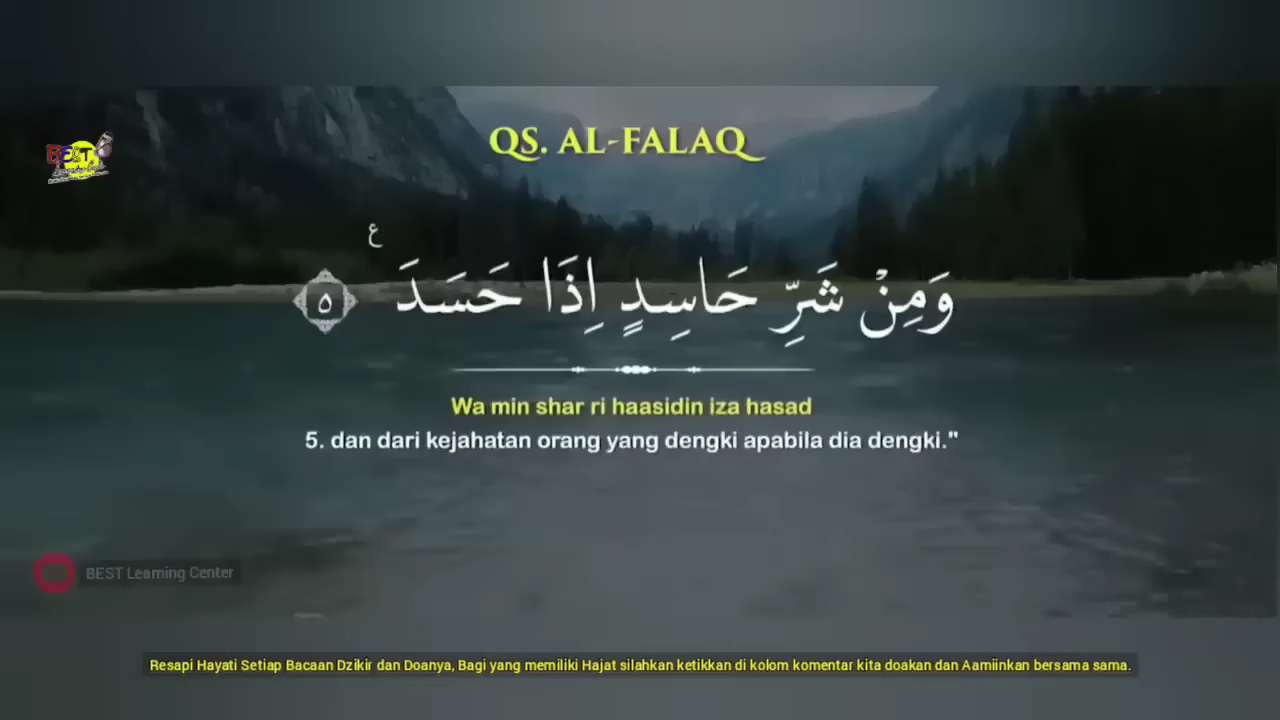 QS. AL-FALAQ
BEST
ع
وَمِنْ شَرِّ حَاسِدٍ اِذَا حَسَدَ ٥
Wa min shar ri haasidin iza hasad
5. dan dari kejahatan orang yang dengki apabila dia dengki."
BEST Learning Center
Resapi Hayati Setiap Bacaan Dzikir dan Doanya, Bagi yang memiliki Hajat silahkan ketikkan di kolom komentar kita doakan dan Aamiinkan bersama sama.